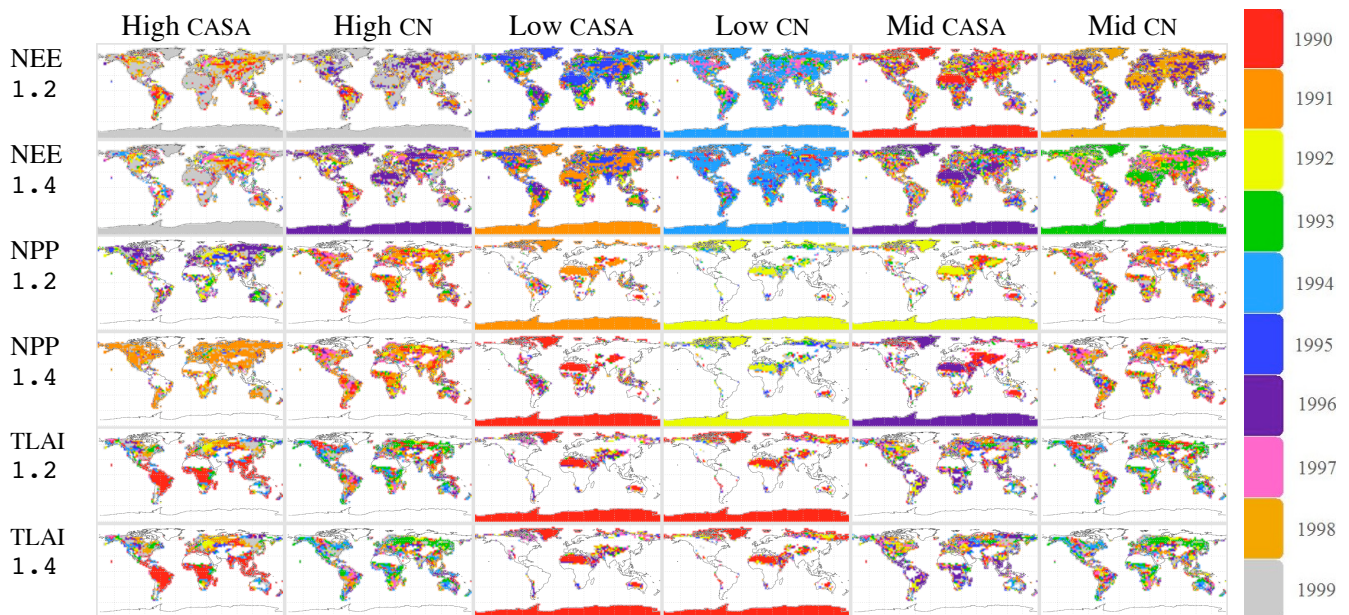 High CASA High CN Low CASA Low CN Mid CASA Mid CN
NEE
1.2
NEE
1.4
NPP
1.2
NPP
1.4
TLAI
1.2
TLAI
1.4
1990
1991
1992
1993
1994
1995
1996
1997
1998
1999